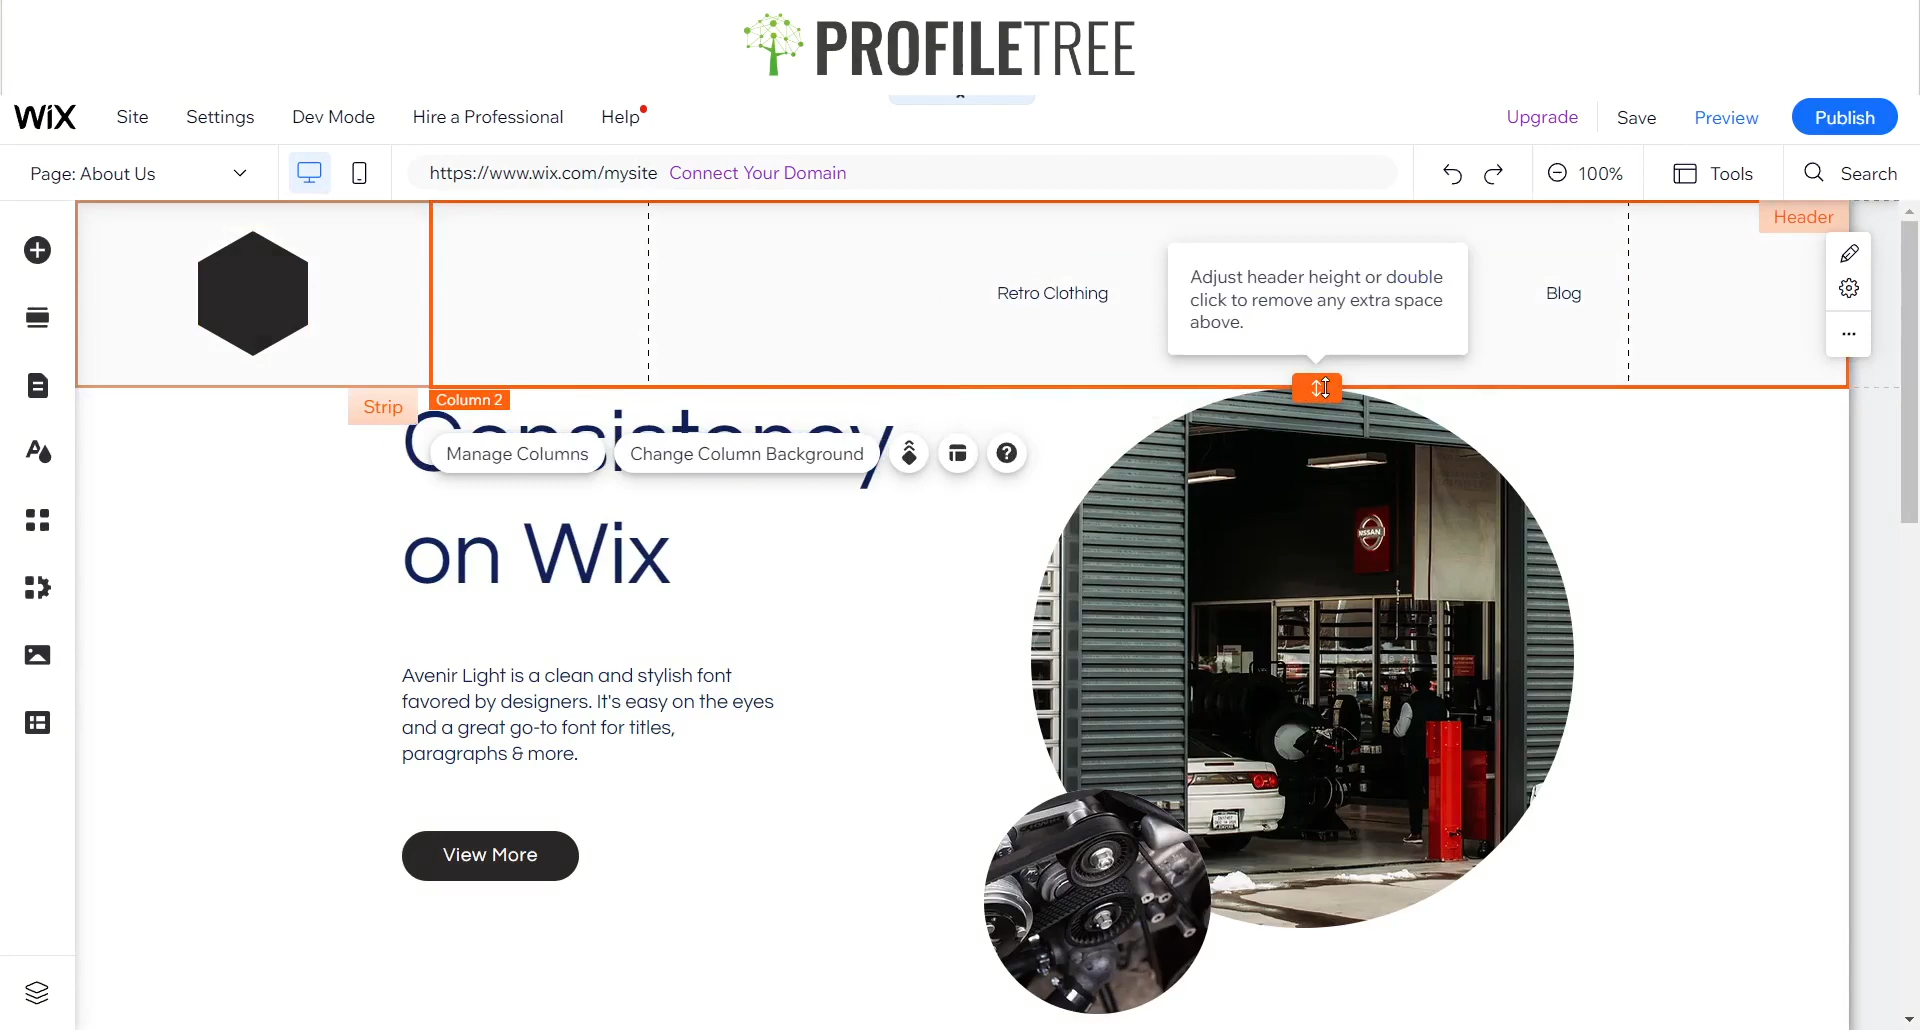 PROFILETREE
WiX
Site
Settings
Dev Mode
Hire a Professional
Help
Upgrade
Save
Preview
Publish
Page: About Us
https://www.wix.com/mysite Connect Your Domain
100%
Tools
Search
Header
Retro Clothing
Adjust header height or double
click to remove any extra space
above.
Blog
Strip
Column 2
Consistency
Manage Columns
Change Column Background
on Wix
NISSAN
Avenir Light is a clean and stylish font
favored by designers. It's easy on the eyes
and a great go-to font for titles,
paragraphs & more.
View More